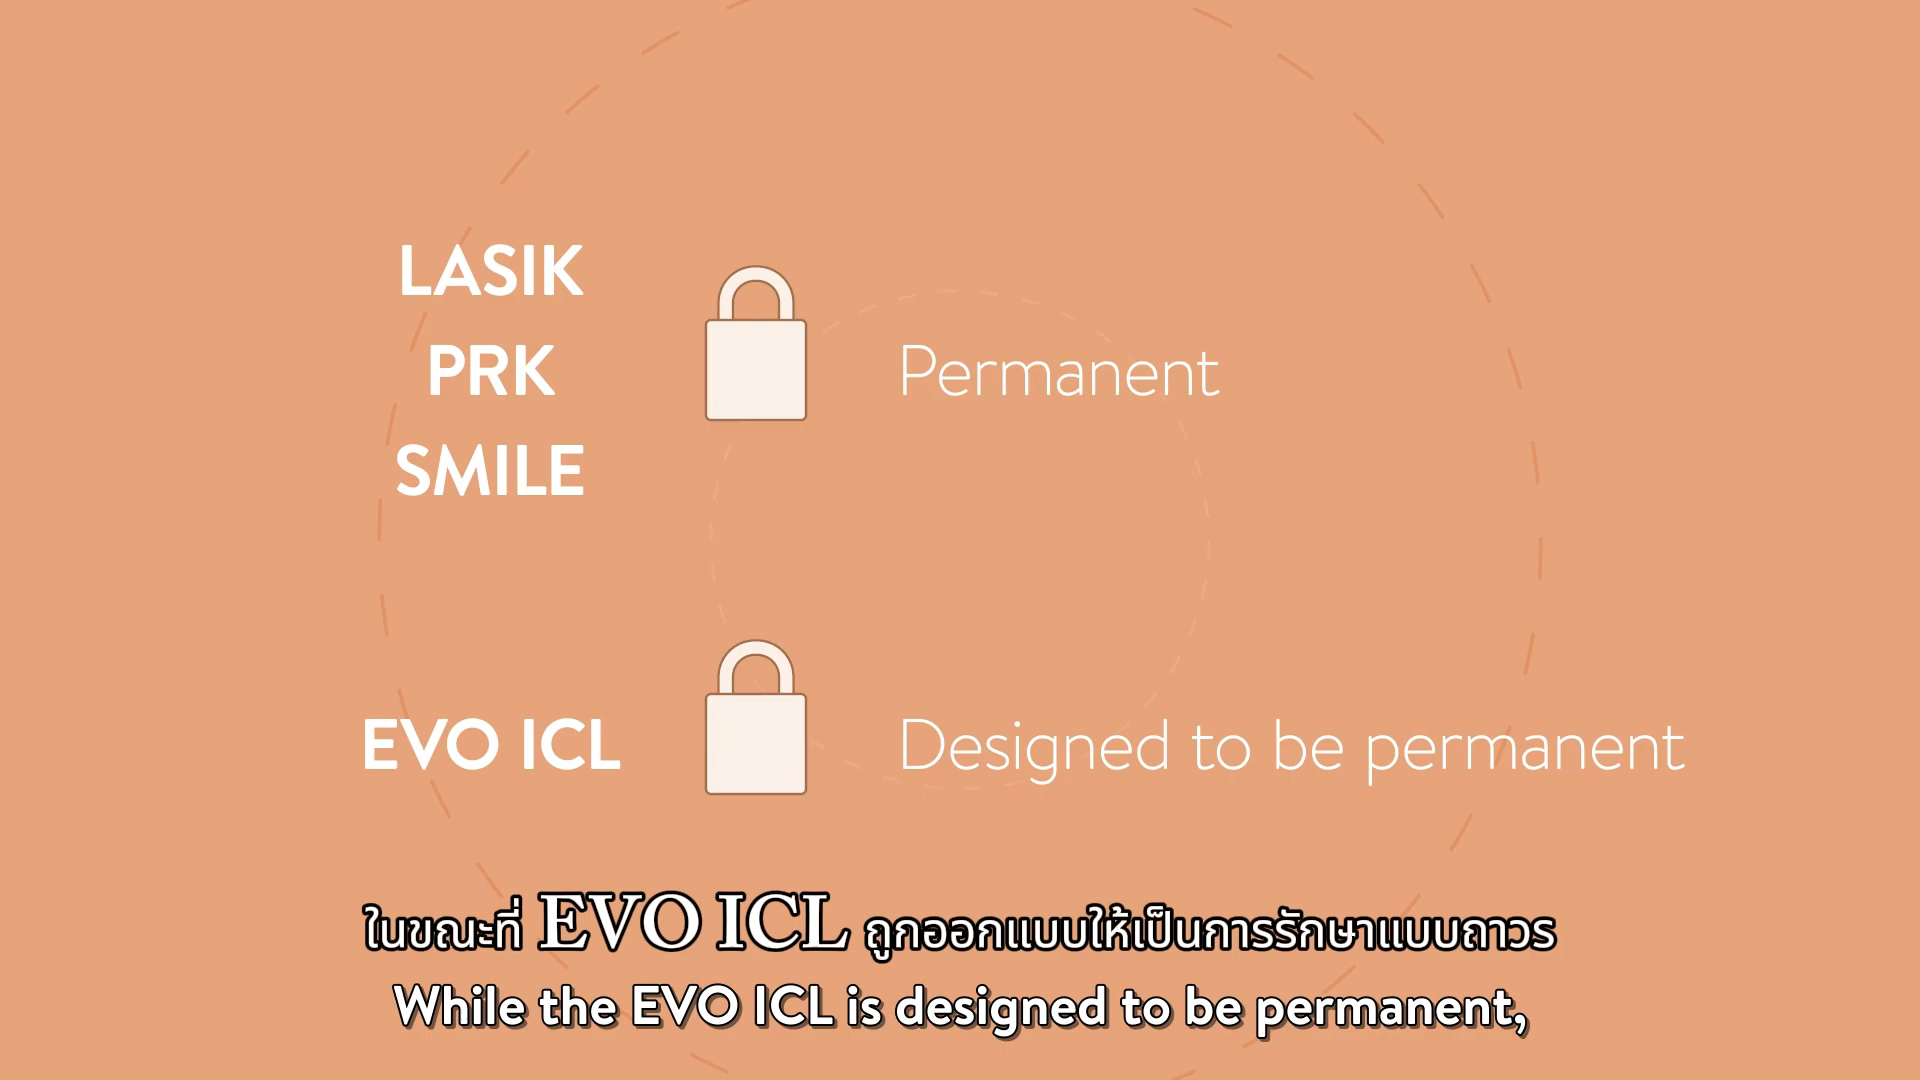 LASIK
PRK
SMILE
Permanent
EVO ICL
Designed to be permanent
ในขณะที่ EVO ICL ถูกออกแบบให้เป็นการรักษาแบบถาวร
While the EVO ICL is designed to be permanent,